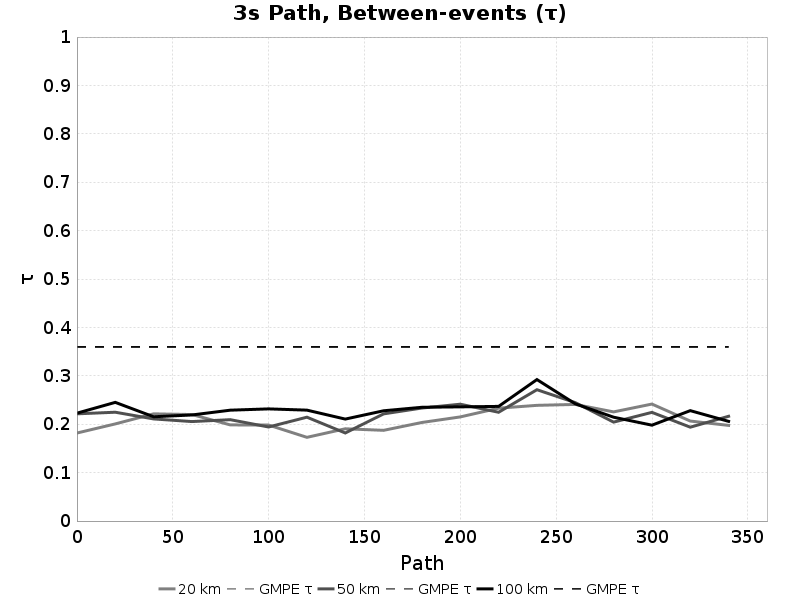 3s Path, Between-events (τ)
1
0.9
0.8
0.7
0.6
0.5
0.4
0.3
0.2
0.1
0
τ
0 50 100 150 200 250 300 350
Path
20 km GMPE τ 50 km GMPE τ 100 km GMPE τ